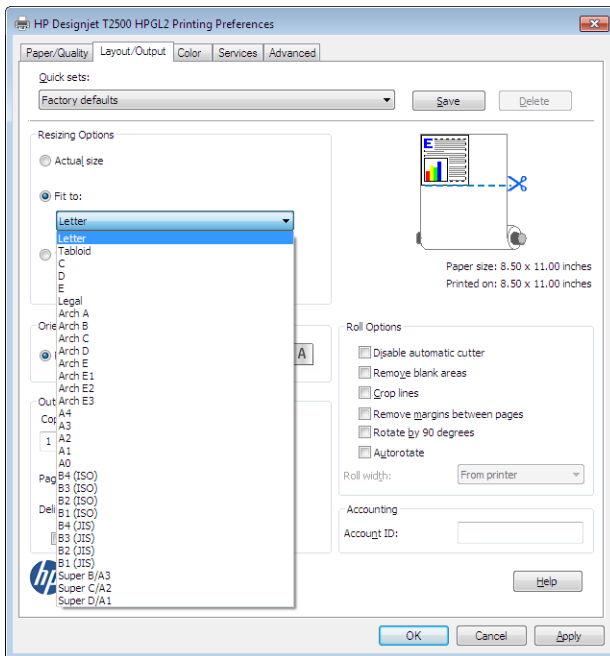 HP Designjet T2500 HPGL2 Printing Preferences
Paper/Quality Layout/Output Color Services Advanced
Quick sets:
Factory defaults Save Delete
Resizing Options
Actual size
Fit to:
Letter
Letter
Tabloid
C
D
E
Legal
Arch A
Arch B
Arch C
Arch D
Arch E
Arch E1
Arch E2
Arch E3
A4
A3
A2
A1
A0
B4 (ISO)
B3 (ISO)
B2 (ISO)
B1 (ISO)
B4 (JIS)
B3 (JIS)
B2 (JIS)
B1 (JIS)
Super B/A3
Super C/A2
Super D/A1
E
Paper size: 8.50 x 11.00 inches
Printed on: 8.50 x 11.00 inches
A
1
hp
Roll Options
Disable automatic cutter
Remove blank areas
Crop lines
Remove margins between pages
Rotate by 90 degrees
Autorotate
Roll width: From printer
Accounting
Account ID:
Help
OK Cancel Apply